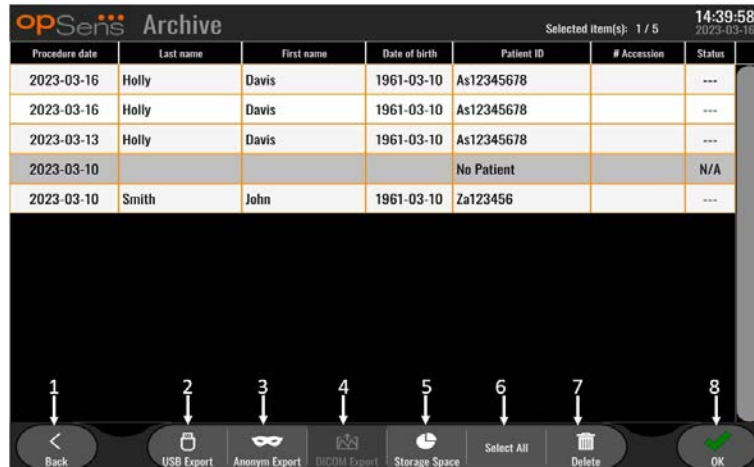 opSens Archive Selected item(s): 1 / 5 14:39:58
2023-03-16
Procedure date Last name First name Date of birth Patient ID # Accession Status
2023-03-16 Holly Davis 1961-03-10 As12345678 ---
2023-03-16 Holly Davis 1961-03-10 As12345678 ---
2023-03-13 Holly Davis 1961-03-10 As12345678 ---
2023-03-10 No Patient N/A
2023-03-10 Smith John 1961-03-10 Za123456 ---
1 2 3 4 5 6 7 8
Back USB Export Anonym Export DICOM Export Storage Space Select All Delete OK